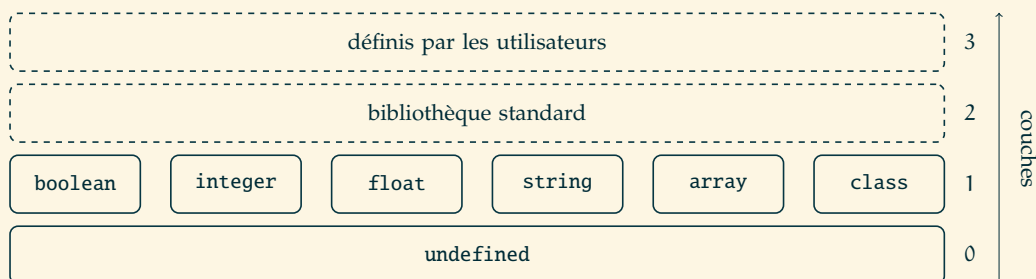 définis par les utilisateurs 3
bibliothèque standard 2
boolean integer float string array class 1
undefined 0
couches